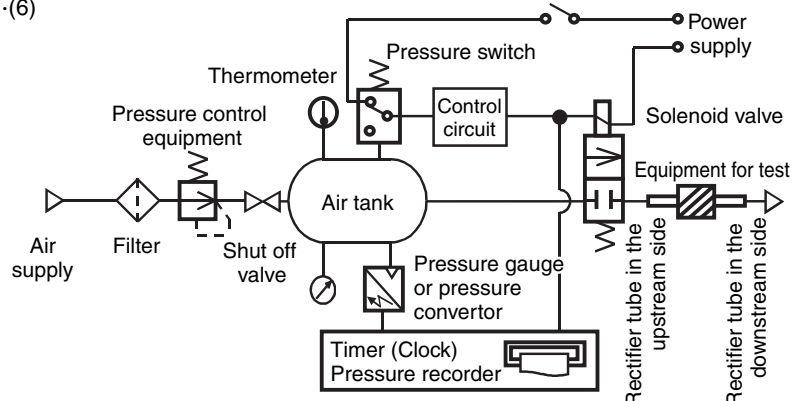 ·(6)
Power
supply
Pressure switch
Thermometer
Pressure control
equipment
Control
circuit
Solenoid valve
Equipment for test
Air tank
Air
supply
Filter
Shut off
valve
Pressure gauge
or pressure
convertor
Timer (Clock)
Pressure recorder
Rectifier tube in the
upstream side
Rectifier tube in the
downstream side